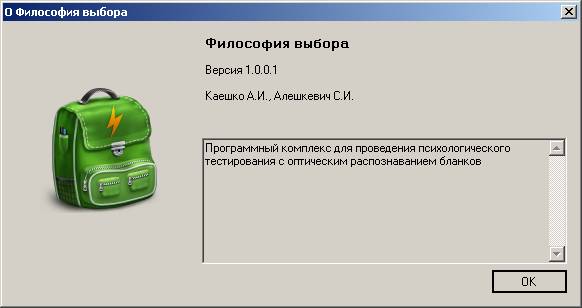 О Философия выбора
Философия выбора
Версия 1.0.0.1
Каешко А.И., Алешкевич С.И.
Программный комплекс для проведения психологического
тестирования с оптическим распознаванием бланков
OK